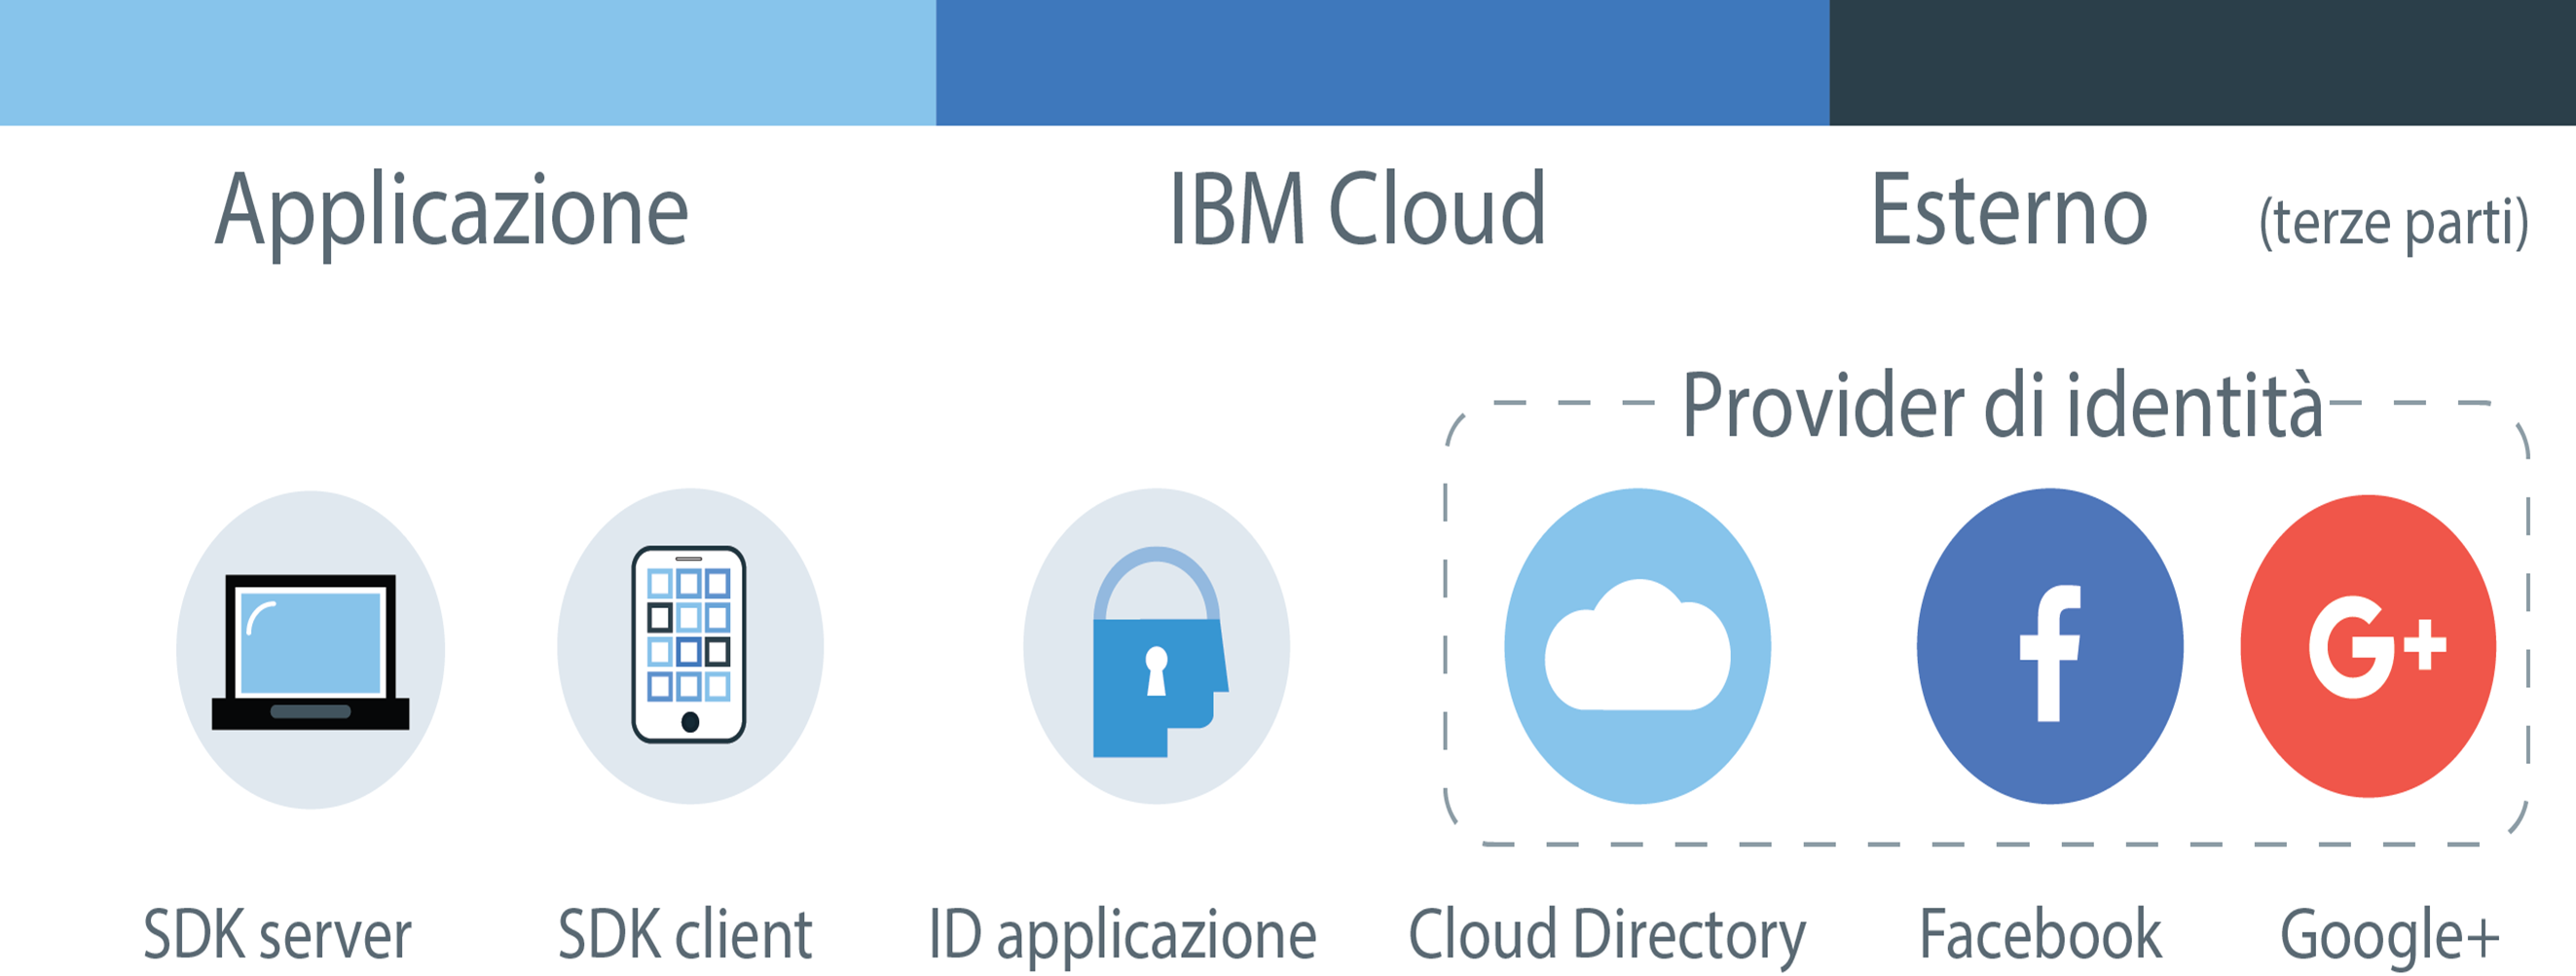 Applicazione
IBM Cloud
Esterno (terze parti)
Provider di identità
f
G+
SDK server
SDK client
ID applicazione
Cloud Directory
Facebook
Google+